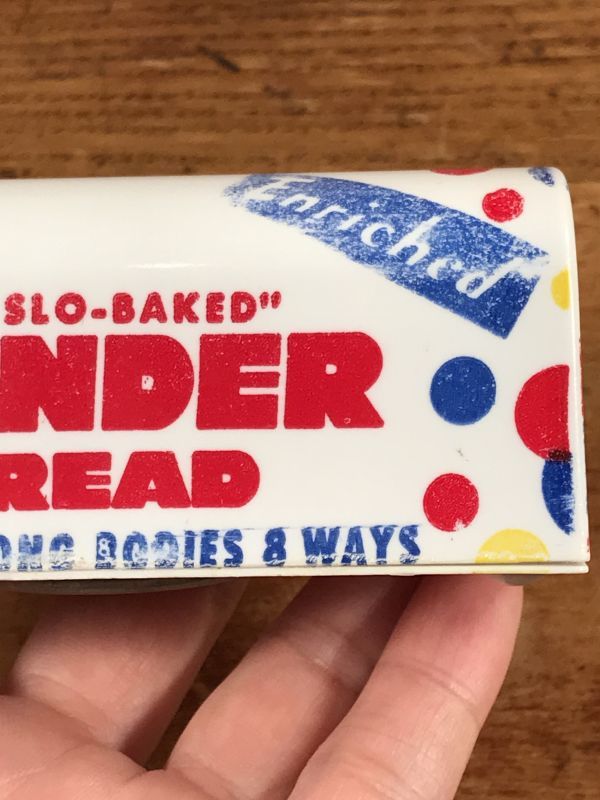 Enriched
SLO-BAKED"
NDER
READ
ONG BODIES 8 WAYS